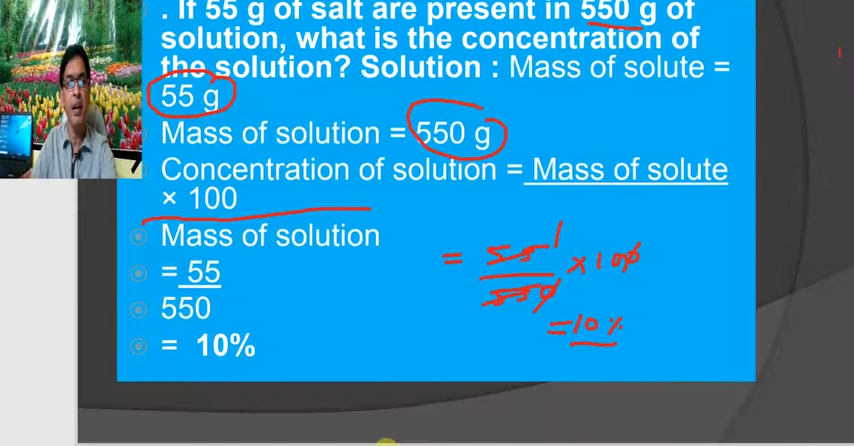 . If 55 g of salt are present in 550 g of
solution, what is the concentration of
the solution? Solution : Mass of solute =
55 g
Mass of solution = 550 g
Concentration of solution = Mass of solute
× 100
Mass of solution
= 55
550
= 10%
= 55 1
550 × 100
= 10 %